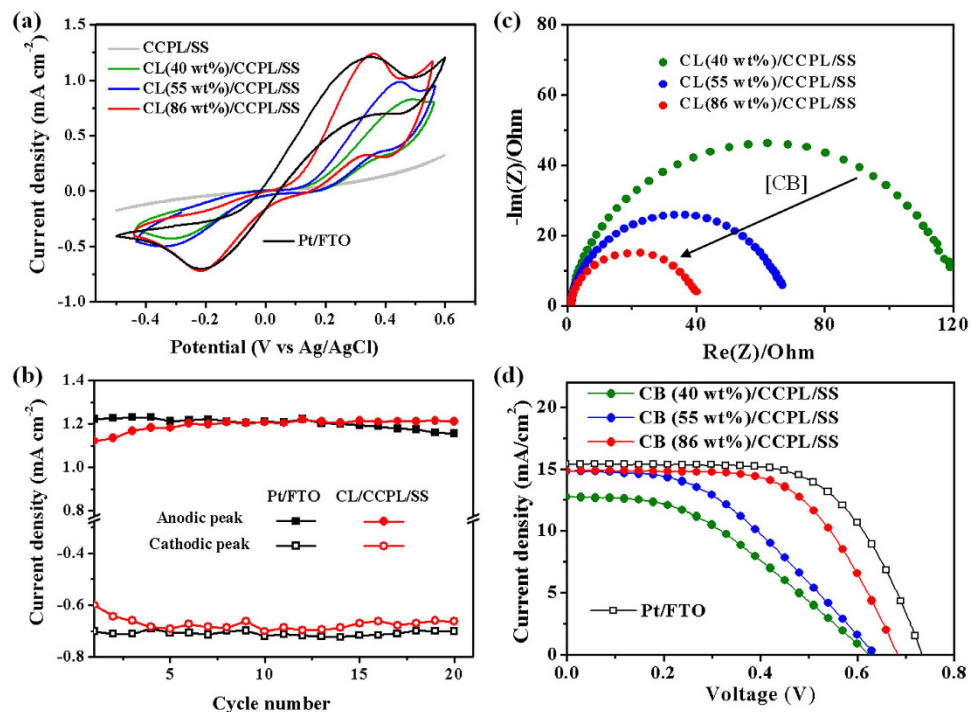 (a)
Current density (mA cm-2)
1.5
1.0
0.5
0.0
-0.5
-1.0
CCPL/SS
CL(40 wt%)/CCPL/SS
CL(55 wt%)/CCPL/SS
CL(86 wt%)/CCPL/SS
Pt/FTO
-0.4 -0.2 0.0 0.2 0.4 0.6
Potential (V vs Ag/AgCl)
(c)
-Im(Z)/Ohm
80
60
40
20
0
CL(40 wt%)/CCPL/SS
CL(55 wt%)/CCPL/SS
CL(86 wt%)/CCPL/SS
[CB]
0 40 80 120
Re(Z)/Ohm
(b)
Current density (mA cm-2)
1.4
1.2
1.0
0.8
-0.6
-0.8
Pt/FTO CL/CCPL/SS
Anodic peak
Cathodic peak
5 10 15 20
Cycle number
(d)
Current density (mA/cm2)
20
15
10
5
0
CB (40 wt%)/CCPL/SS
CB (55 wt%)/CCPL/SS
CB (86 wt%)/CCPL/SS
Pt/FTO
0.0 0.2 0.4 0.6 0.8
Voltage (V)